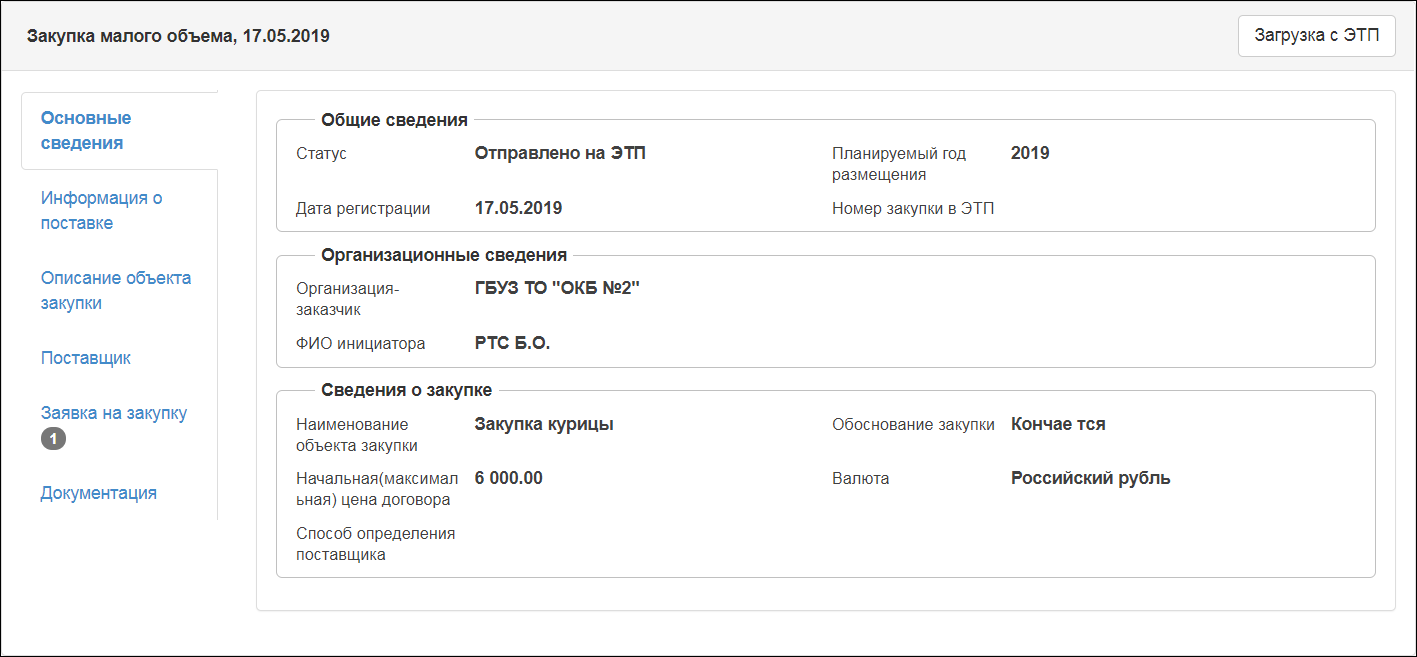 Закупка малого объема, 17.05.2019
Загрузка с ЭТП
Основные
сведения
Информация о
поставке
Описание объекта
закупки
Поставщик
Заявка на закупку
1
Документация
Общие сведения
Статус
Отправлено на ЭТП
Планируемый год
размещения
2019
Дата регистрации
17.05.2019
Номер закупки в ЭТП
Организационные сведения
Организация-
заказчик
ГБУЗ ТО "ОКБ №2"
ФИО инициатора
РТС Б.О.
Сведения о закупке
Наименование
объекта закупки
Закупка курицы
Обоснование закупки
Кончае тся
Начальная(максимал
ьная) цена договора
6 000.00
Валюта
Российский рубль
Способ определения
поставщика